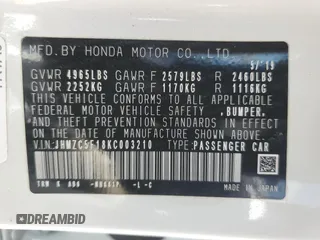 MFD.BY HONDA MOTOR CO.,LTD.
9/19
GVWR 4965LBS GAWR F 2579LBS R 2460LBS
GVWR 2252KG GAWR F 1170KG R 1116KG
THIS VEHICLE CONFORMS TO ALL APPLICABLE FEDERAL
MOTOR VEHICLE SAFETY, BUMPER,
AND THEFT PREVENTION STANDARDS IN EFFECT ON THE
DATE OF MANUFACTURE SHOWN ABOVE.
VIN:JHMZC5F18KC003210 TYPE:PASSENGER CAR
MADE IN JAPAN
DREAMBID
DREAMBID